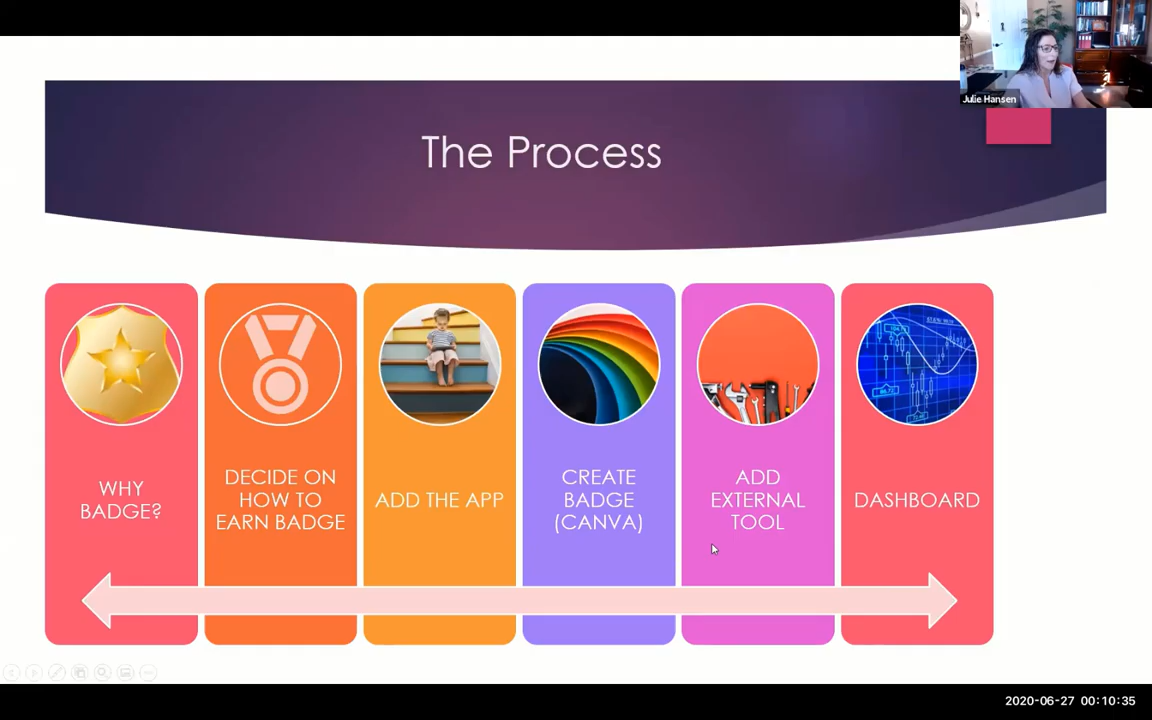 Julie Hansen
The Process
WHY
BADGE?
DECIDE ON
HOW TO
EARN BADGE
ADD THE APP
CREATE
BADGE
(CANVA)
ADD
EXTERNAL
TOOL
DASHBOARD
2020-06-27 00:10:35